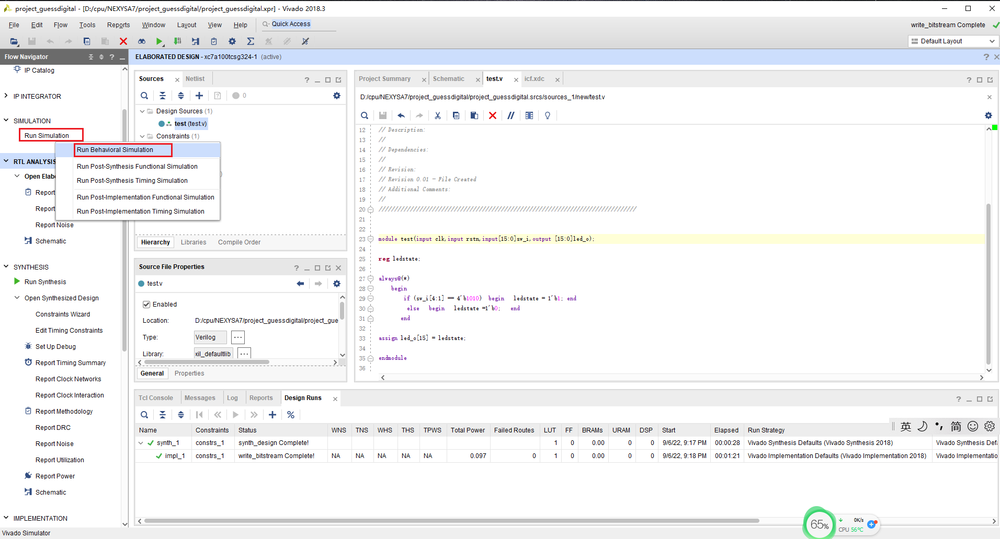 project_guessdigital - [D:/cpu/NEXYSA7/project_guessdigital/project_guessdigital.xpr] - Vivado 2018.3
File Edit Flow Tools Reports Window Layout View Help Quick Access
write_bitstream Complete
Default Layout
Flow Navigator
IP Catalog
IP INTEGRATOR
SIMULATION
Run Simulation
Run Behavioral Simulation
Run Post-Synthesis Functional Simulation
Run Post-Synthesis Timing Simulation
Run Post-Implementation Functional Simulation
Run Post-Implementation Timing Simulation
RTL ANALYSIS
Open Elabo
Report
Report
Report Noise
Schematic
SYNTHESIS
Run Synthesis
Open Synthesized Design
Constraints Wizard
Edit Timing Constraints
Set Up Debug
Report Timing Summary
Report Clock Networks
Report Clock Interaction
Report Methodology
Report DRC
Report Noise
Report Utilization
Report Power
Schematic
IMPLEMENTATION
Vivado Simulator
ELABORATED DESIGN - xc7a100tcsg324-1 (active)
Sources Netlist
0
Design Sources (1)
test (test.v)
Constraints (1)
Hierarchy Libraries Compile Order
Source File Properties
test.v
Enabled
Location: D:/cpu/NEXYSA7/project_guessdigital/project_gue
Type: Verilog ...
Library: xil_defaultlib ...
General Properties
Project Summary Schematic test.v icf.xdc
D:/cpu/NEXYSA7/project_guessdigital/project_guessdigital.srcs/sources_1/new/test.v
12 // Description:
13 //
14 // Dependencies:
15 //
16 // Revision:
17 // Revision 0.01 - File Created
18 // Additional Comments:
19 //
20 //////////////////////////////////////////////////////////////////////////////////
21
22
23 module test(input clk,input rstn,input[15:0]sw_i,output [15:0]led_o);
24
25 reg ledstate;
26
27 always@(*)
28 begin
29 if (sw_i[4:1] == 4'b1010) begin ledstate = 1'b1; end
30 else begin ledstate =1'b0; end
31 end
32
33 assign led_o[15] = ledstate;
34
35 endmodule
36
Tcl Console Messages Log Reports Design Runs
Name Constraints Status WNS TNS WHS THS TPWS Total Power Failed Routes LUT FF BRAMs URAM DSP Start Elapsed Run Strategy
synth_1 constrs_1 synth_design Complete! 1 0 0.00 0 0 9/6/22, 9:17 PM 00:00:28 Vivado Synthesis Defaults (Vivado Synthesis 2018) Vivado Synthesis Def
impl_1 constrs_1 write_bitstream Complete! NA NA NA NA NA 0.097 0 1 0 0.00 0 0 9/6/22, 9:18 PM 00:01:21 Vivado Implementation Defaults (Vivado Implementation 2018) Vivado Implementatio
英 简
65%
0K/s
CPU 56°C